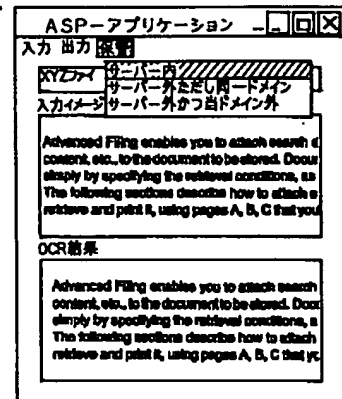 ASP-アプリケーション
入力 出力 保管
XYZファイ
サーバー内
サーバー外ただし同一ドメイン
サーバー外かつ当ドメイン外
入力イメージ
Advanced Filing enables you to attach search d
content, etc., to the document to be stored. Docur
simply by specifying the retrieval conditions, as
The following sections describe how to attach s
retrieve and print it, using pages A, B, C that you
OCR結果
Advanced Filing enables you to attach search
content, etc., to the document to be stored. Docu
simply by specifying the retrieval conditions, a
The following sections describe how to attach
retrieve and print it, using pages A, B, C that yo